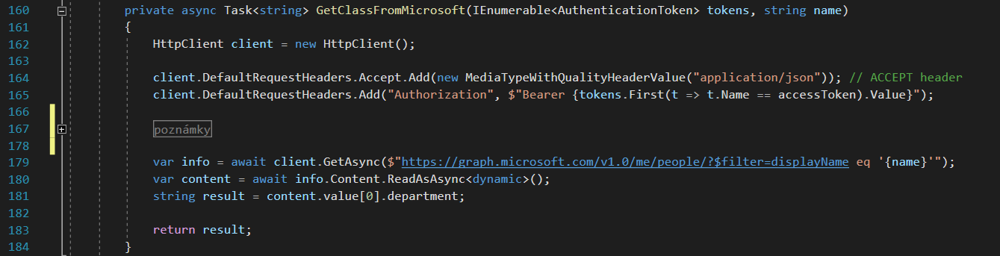 160 private async Task<string> GetClassFromMicrosoft(IEnumerable<AuthenticationToken> tokens, string name)
161 {
162 HttpClient client = new HttpClient();
163
164 client.DefaultRequestHeaders.Accept.Add(new MediaTypeWithQualityHeaderValue("application/json")); // ACCEPT header
165 client.DefaultRequestHeaders.Add("Authorization", $"Bearer {tokens.First(t => t.Name == accessToken).Value}");
166
167 poznámky
178
179 var info = await client.GetAsync($"https://graph.microsoft.com/v1.0/me/people/?$filter=displayName eq '{name}'");
180 var content = await info.Content.ReadAsAsync<dynamic>();
181 string result = content.value[0].department;
182
183 return result;
184 }